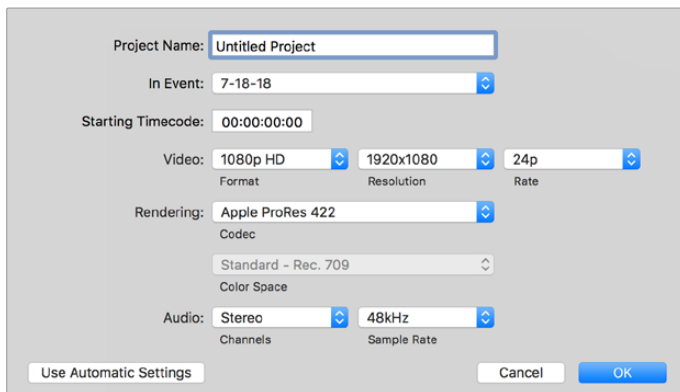 Project Name: Untitled Project
In Event: 7-18-18
Starting Timecode: 00:00:00:00
Video: 1080p HD 1920x1080 24p
Format Resolution Rate
Rendering: Apple ProRes 422
Codec
Standard - Rec. 709
Color Space
Audio: Stereo 48kHz
Channels Sample Rate
Use Automatic Settings Cancel OK